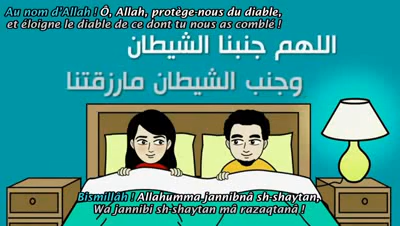 Au nom d'Allah ! Ô, Allah, protège-nous du diable,
et éloigne le diable de ce dont tu nous as comblé !
اللهم جنبنا الشيطان
وجنب الشيطان مارزقتنا
Bismillâh ! Allahumma jannibnâ sh-shaytan,
Wa jannibi sh-shaytan mâ razaqtanâ !